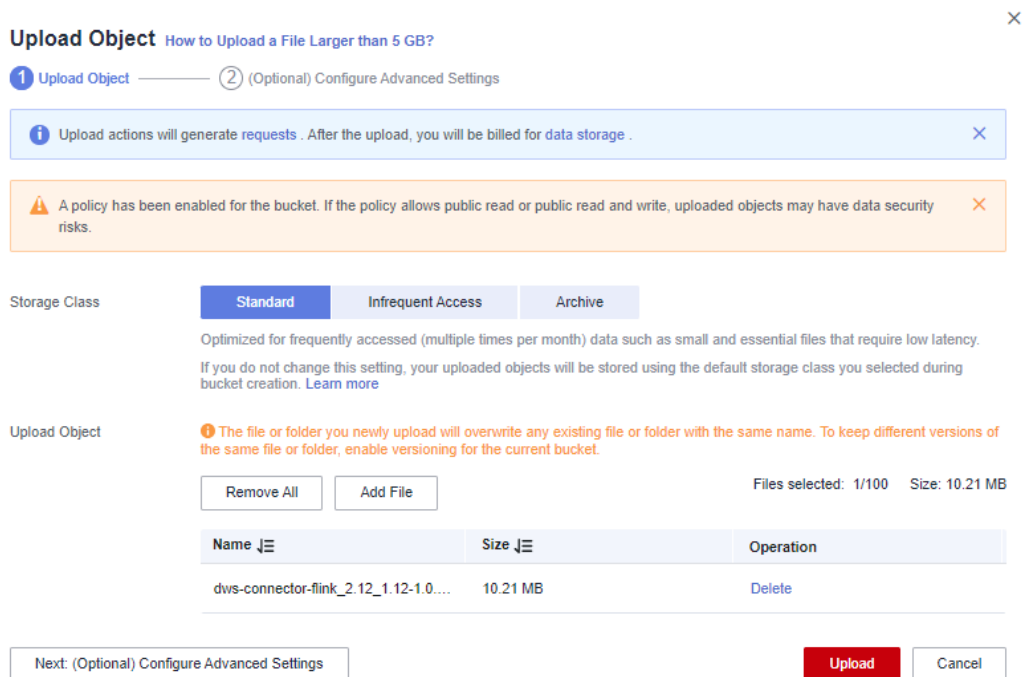 Upload Object How to Upload a File Larger than 5 GB?
1 Upload Object 2 (Optional) Configure Advanced Settings
Upload actions will generate requests . After the upload, you will be billed for data storage .
A policy has been enabled for the bucket. If the policy allows public read or public read and write, uploaded objects may have data security
risks.
Storage Class Standard Infrequent Access Archive
Optimized for frequently accessed (multiple times per month) data such as small and essential files that require low latency.
If you do not change this setting, your uploaded objects will be stored using the default storage class you selected during
bucket creation. Learn more
Upload Object The file or folder you newly upload will overwrite any existing file or folder with the same name. To keep different versions of
the same file or folder, enable versioning for the current bucket.
Remove All Add File Files selected: 1/100 Size: 10.21 MB
Name Size Operation
dws-connector-flink_2.12_1.12-1.0.... 10.21 MB Delete
Next: (Optional) Configure Advanced Settings Upload Cancel